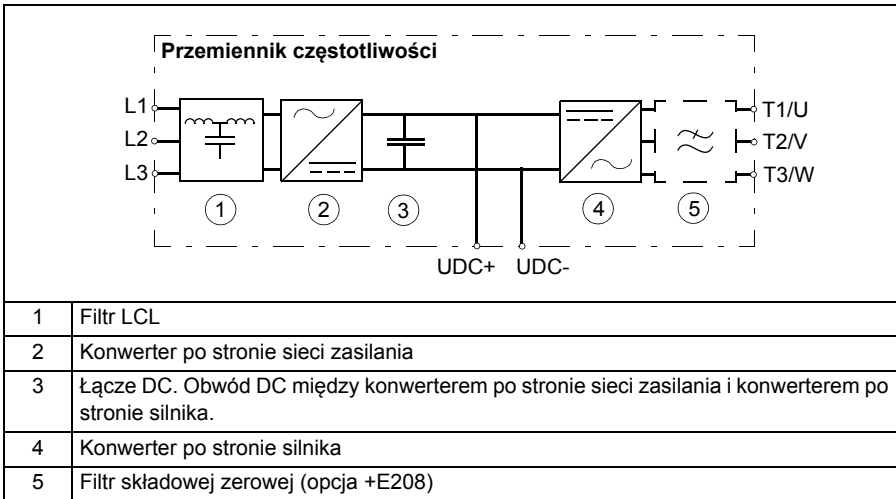 Przemiennik częstotliwości
L1
L2
L3
T1/U
T2/V
T3/W
1
2
3
4
5
UDC+ UDC-
1 Filtr LCL
2 Konwerter po stronie sieci zasilania
3 Łącze DC. Obwód DC między konwerterem po stronie sieci zasilania i konwerterem po
stronie silnika.
4 Konwerter po stronie silnika
5 Filtr składowej zerowej (opcja +E208)